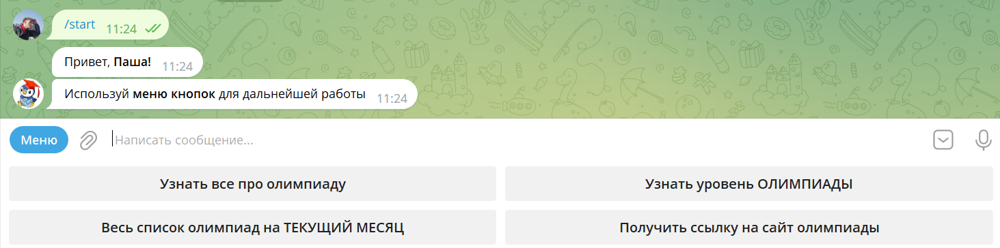 /start 11:24
Привет, Паша! 11:24
Используй меню кнопок для дальнейшей работы 11:24
Меню Написать сообщение...
Узнать все про олимпиаду Узнать уровень ОЛИМПИАДЫ
Весь список олимпиад на ТЕКУЩИЙ МЕСЯЦ Получить ссылку на сайт олимпиады